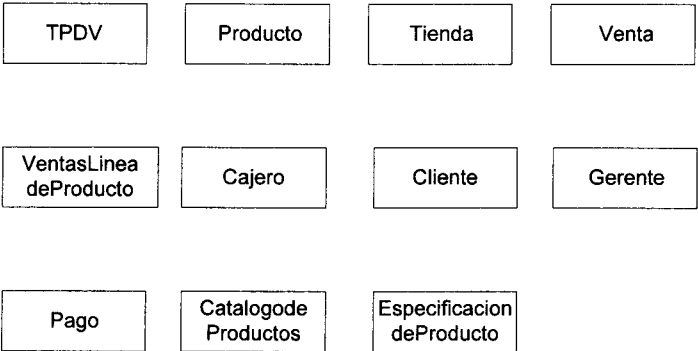 TPDV
Producto
Tienda
Venta
VentasLinea
deProducto
Cajero
Cliente
Gerente
Pago
Catalogode
Productos
Especificacion
deProducto